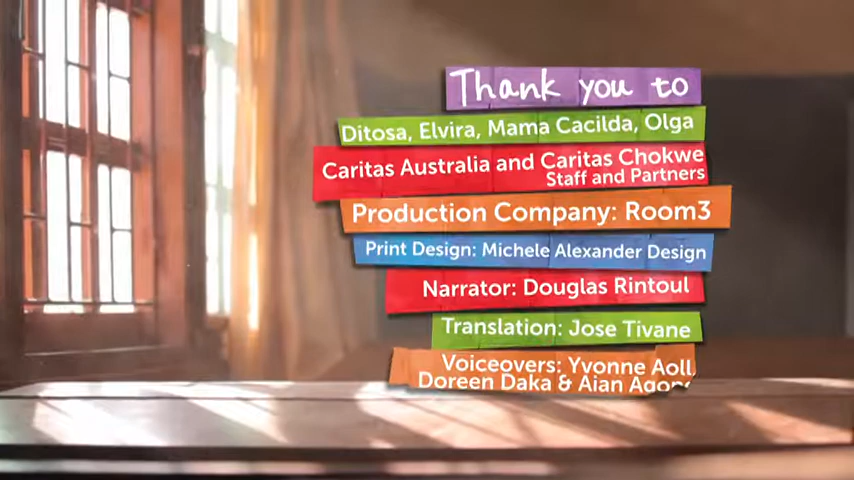 Thank you to
Ditosa, Elvira, Mama Cacilda, Olga
Caritas Australia and Caritas Chokwe
Staff and Partners
Production Company: Room3
Print Design: Michele Alexander Design
Narrator: Douglas Rintoul
Translation: Jose Tivane
Voiceovers: Yvonne Aoll,
Doreen Daka &